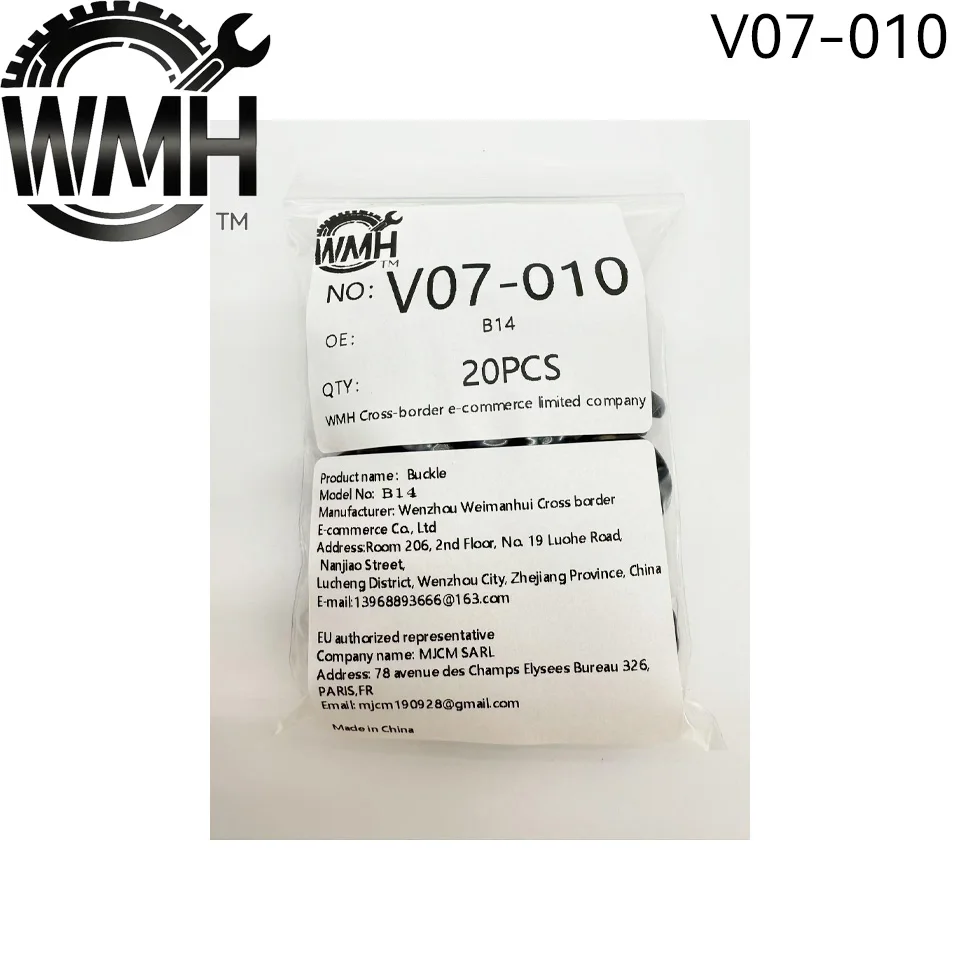 WMH
TM
V07-010
WMH
TM
NO: V07-010
OE: B14
QTY: 20PCS
WMH Cross-border e-commerce limited company
Product name: Buckle
Model No: B14
Manufacturer: Wenzhou Weimanhui Cross border
E-commerce Co., Ltd
Address:Room 206, 2nd Floor, No. 19 Luohe Road,
Nanjiao Street,
Lucheng District, Wenzhou City, Zhejiang Province, China
E-mail:13968893666@163.com
EU authorized representative
Company name: MJCM SARL
Address: 78 avenue des Champs Elysees Bureau 326,
PARIS,FR
Email: mjcm190928@gmail.com
Made in China